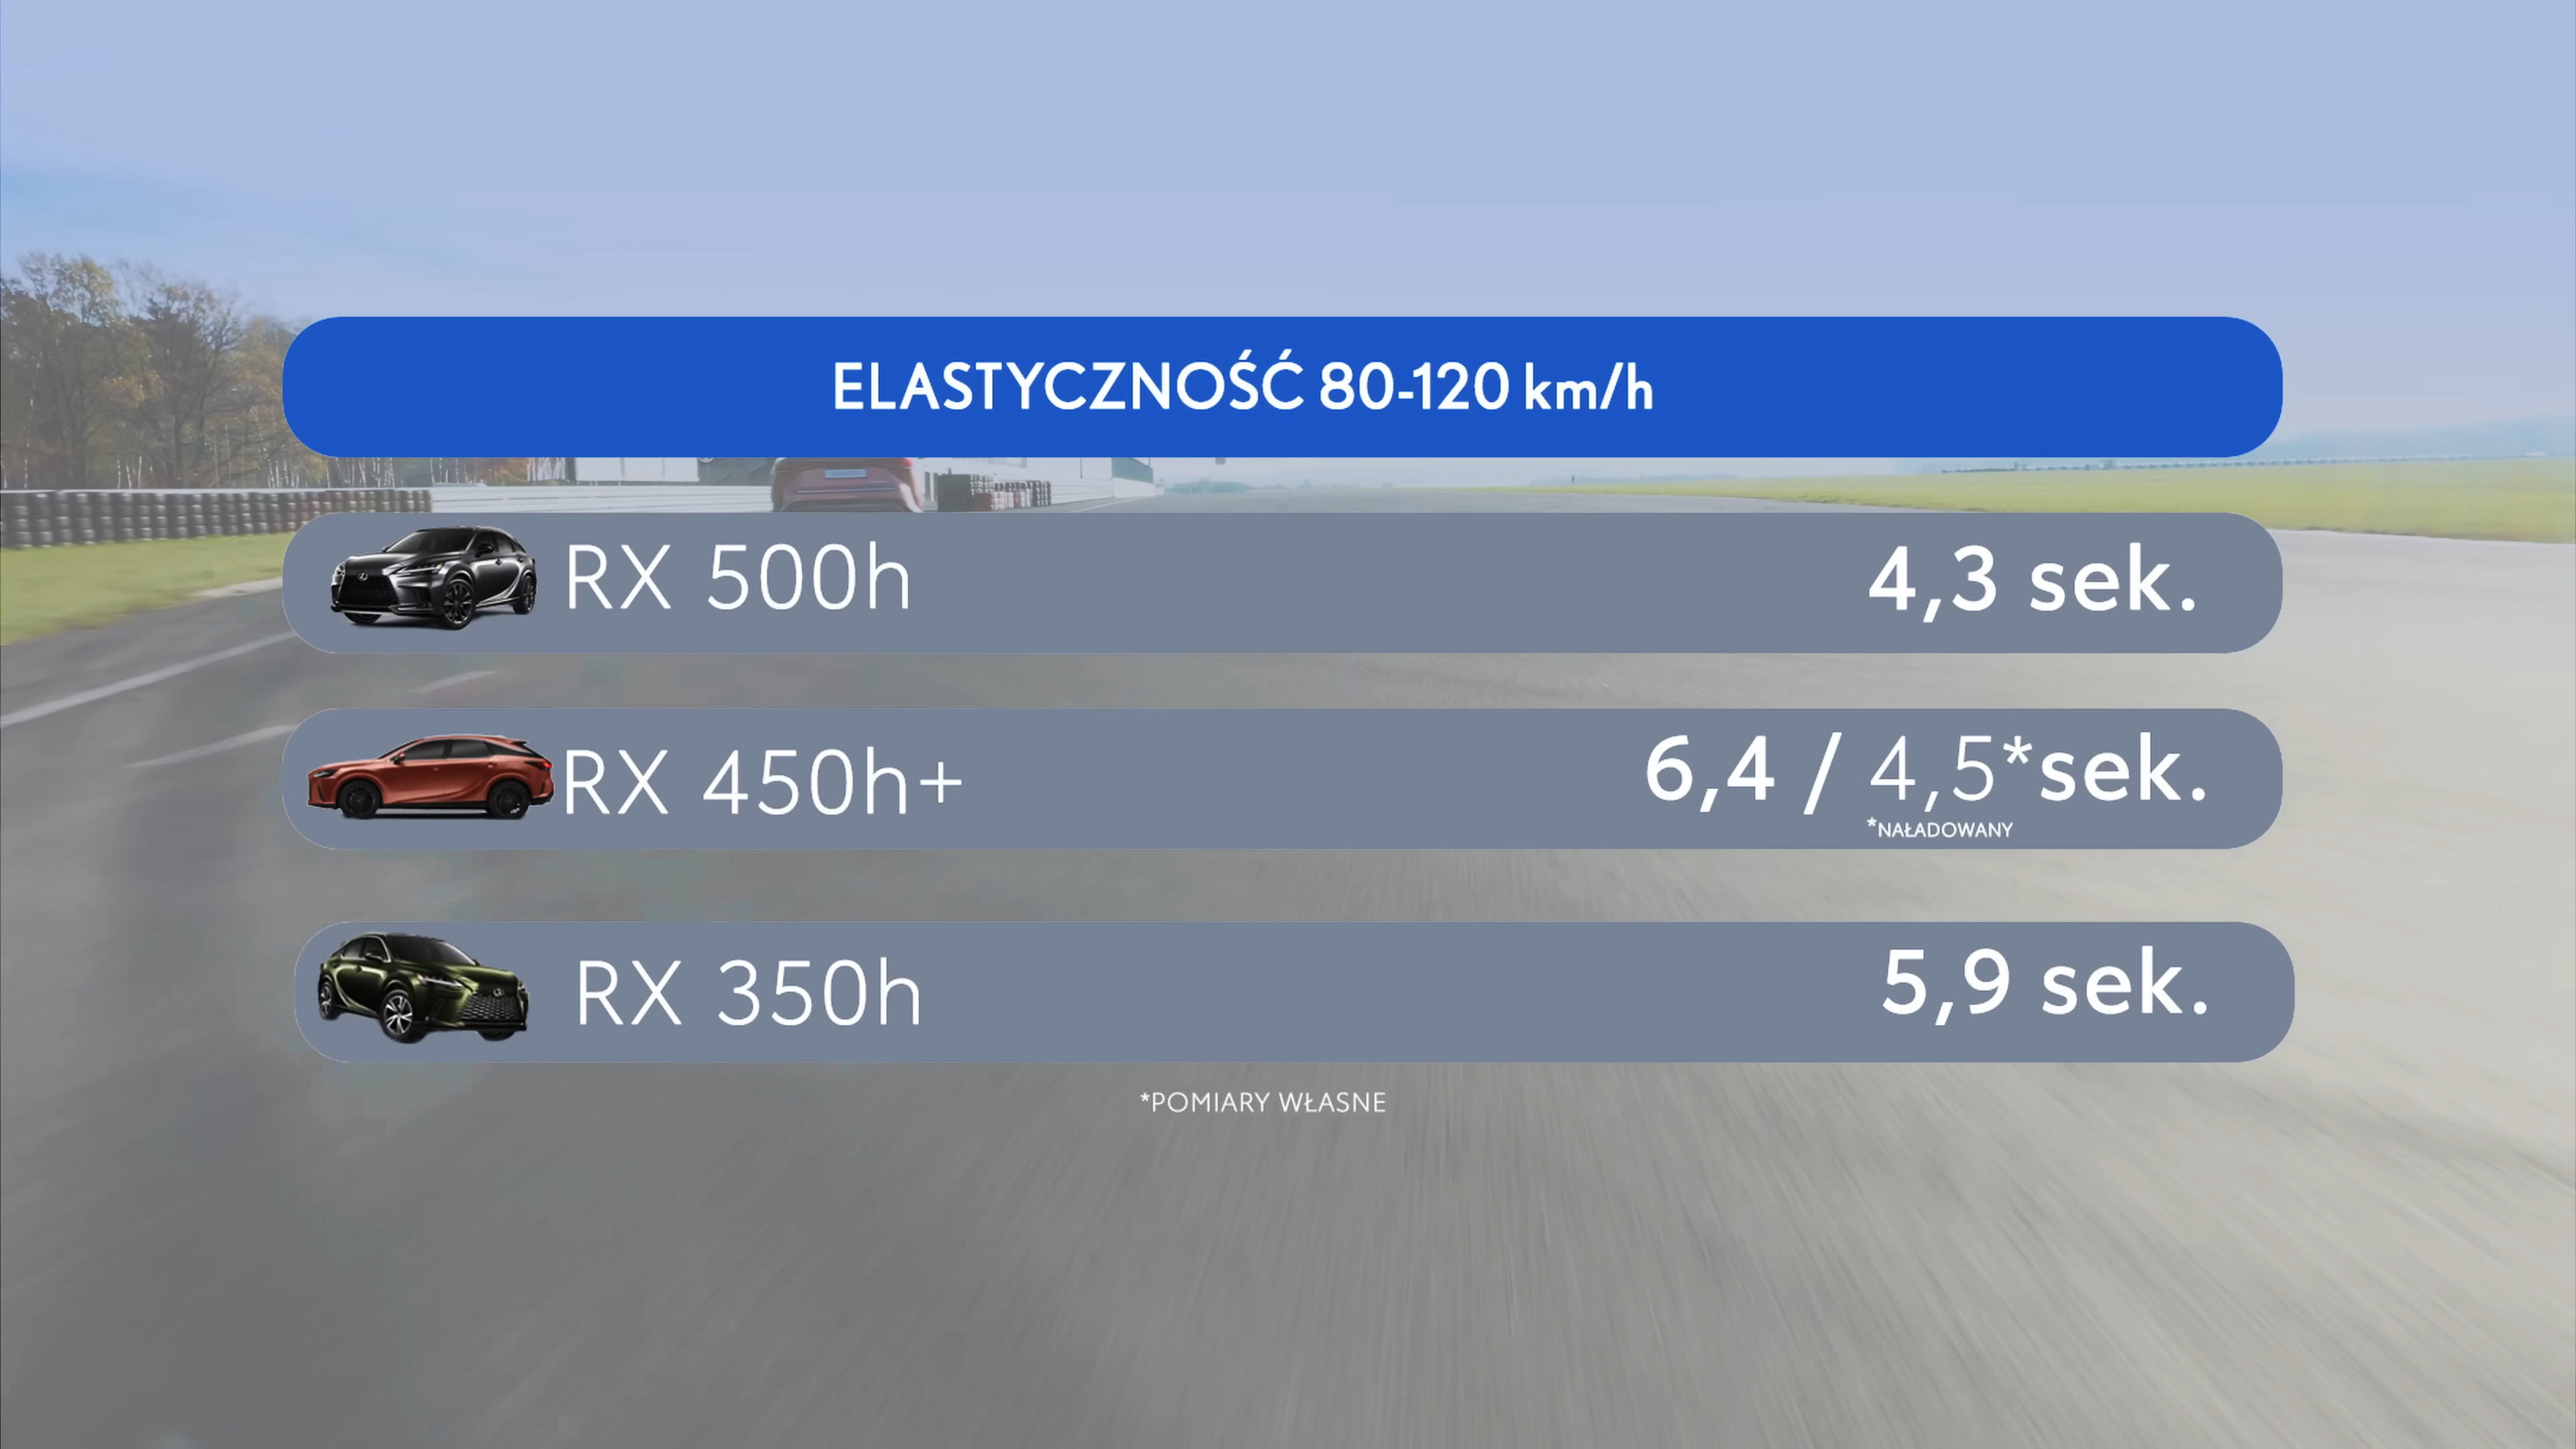 ELASTYCZNOŚĆ 80-120 km/h
RX 500h 4,3 sek.
RX 450h+ 6,4 / 4,5*sek.
*NAŁADOWANY
RX 350h 5,9 sek.
*POMIARY WŁASNE